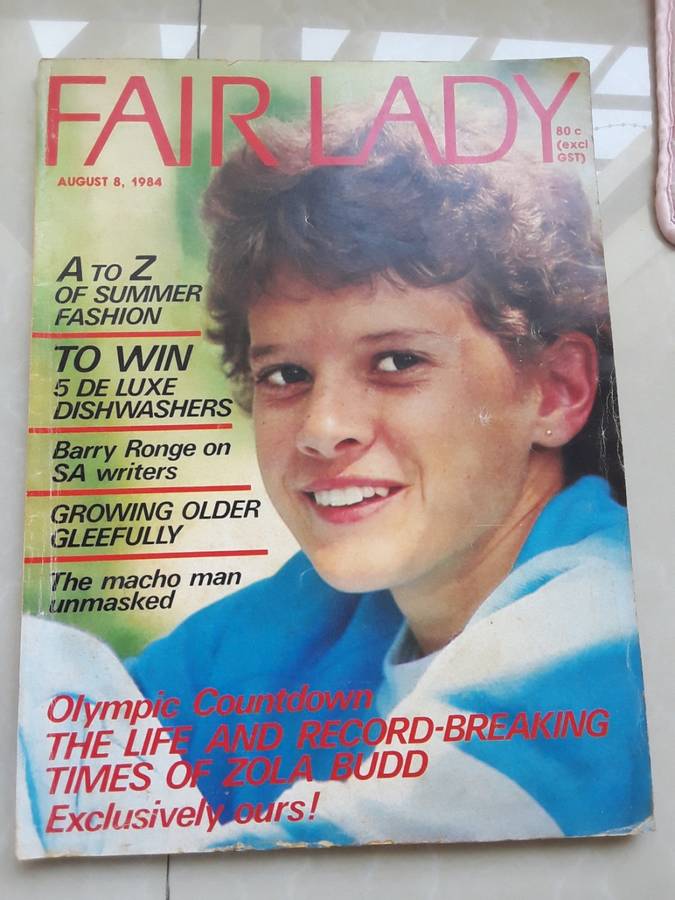 FAIR LADY
80 c
(excl
GST)
AUGUST 8, 1984
A TO Z
OF SUMMER
FASHION
TO WIN
5 DE LUXE
DISHWASHERS
Barry Ronge on
SA writers
GROWING OLDER
GLEEFULLY
The macho man
unmasked
Olympic Countdown
THE LIFE AND RECORD-BREAKING
TIMES OF ZOLA BUDD
Exclusively ours!